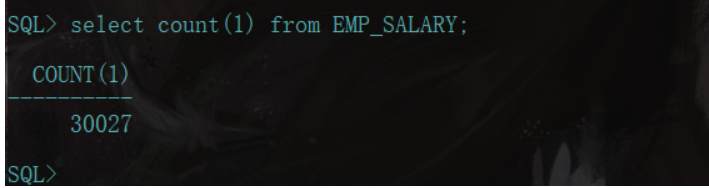 SQL> select count(1) from EMP_SALARY;
COUNT(1)
----------
30027
SQL>